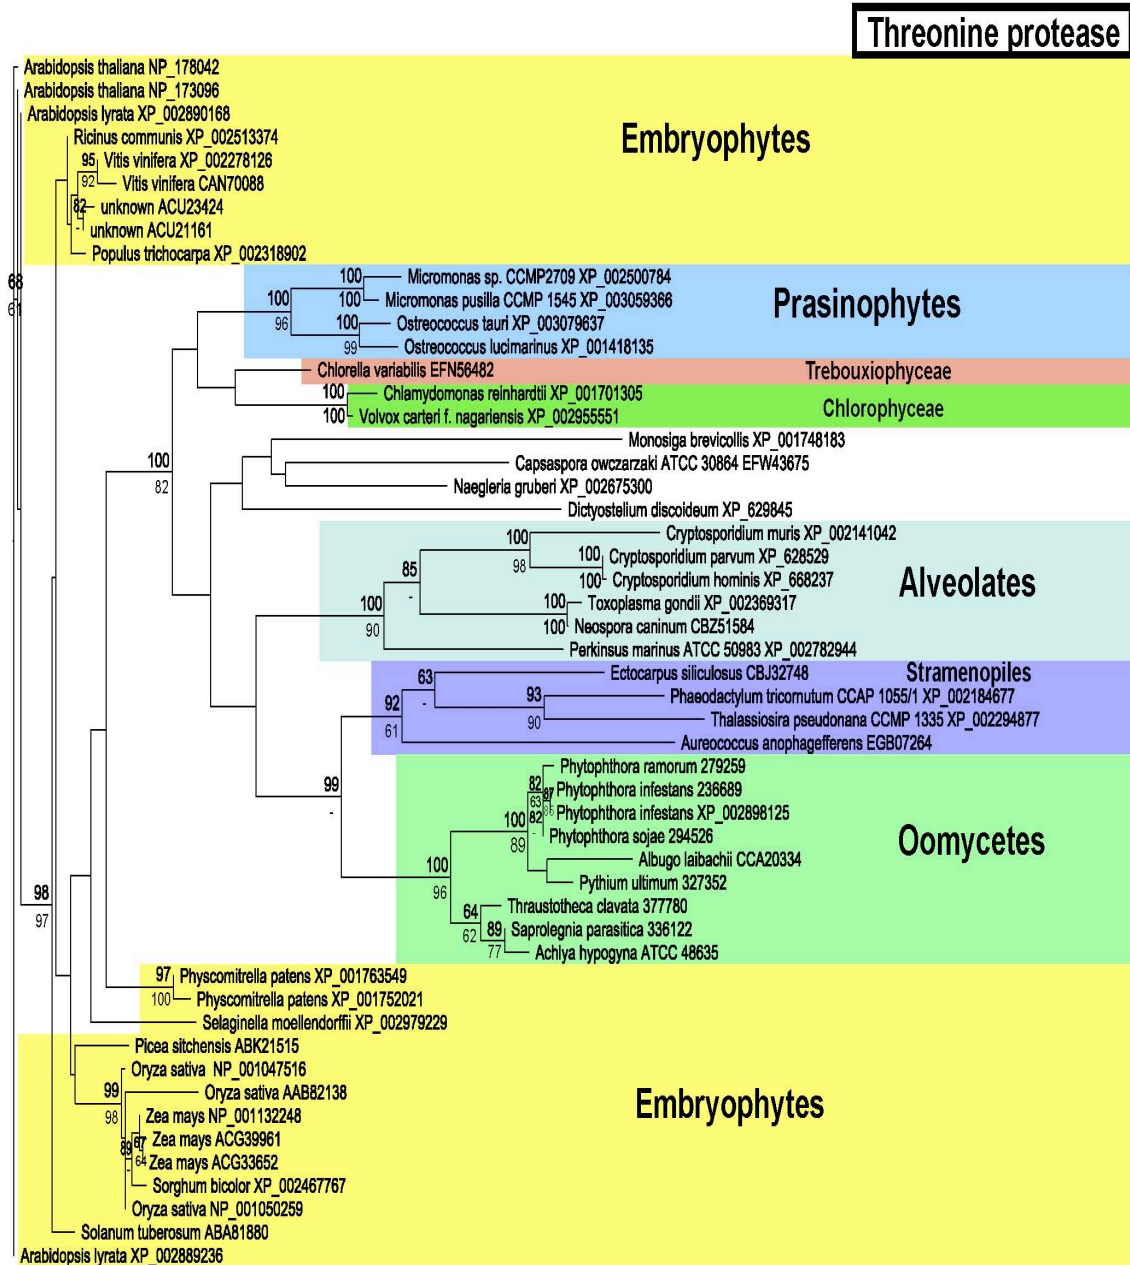 Threonine protease
Arabidopsis thaliana NP_178042
Arabidopsis thaliana NP_173096
Arabidopsis lyrata XP_002890168
Ricinus communis XP_002513374
Embryophytes
95 Vitis vinifera XP_002278126
92 Vitis vinifera CAN70088
82 unknown ACU23424
- unknown ACU21161
Populus trichocarpa XP_002318902
68
61
100 Micromonas sp. CCMP2709 XP_002500784
100 100 Micromonas pusilla CCMP 1545 XP_003059366
Prasinophytes
96 100 Ostreococcus tauri XP_003079637
99 Ostreococcus lucimarinus XP_001418135
Chlorella variabilis EFN56482 Trebouxiophyceae
100 Chlamydomonas reinhardtii XP_001701305
Chlorophyceae
100 Volvox carteri f. nagariensis XP_002955551
Monosiga brevicollis XP_001748183
100 Capsaspora owczarzaki ATCC 30864 EFW43675
82 Naegleria gruberi XP_002675300
Dictyostelium discoideum XP_629845
100 Cryptosporidium muris XP_002141042
98 100 Cryptosporidium parvum XP_628529
85 100 Cryptosporidium hominis XP_668237
Alveolates
-
100 100 Toxoplasma gondii XP_002369317
90 100 Neospora caninum CBZ51584
Perkinsus marinus ATCC 50983 XP_002782944
63 Ectocarpus siliculosus CBJ32748 Stramenopiles
-
92 93 Phaeodactylum tricornutum CCAP 1055/1 XP_002184677
61 90 Thalassiosira pseudonana CCMP 1335 XP_002294877
Aureococcus anophagefferens EGB07264
Phytophthora ramorum 279259
99 82 87 Phytophthora infestans 236689
- 63 Phytophthora infestans XP_002898125
100 82 Phytophthora sojae 294526
89 -
Oomycetes
Albugo laibachii CCA20334
100 Pythium ultimum 327352
96
64 Thraustotheca clavata 377780
62 89 Saprolegnia parasitica 336122
77 Achlya hypogyna ATCC 48635
98
97
97 Physcomitrella patens XP_001763549
100 Physcomitrella patens XP_001752021
Selaginella moellendorffii XP_002979229
Picea sitchensis ABK21515
Oryza sativa NP_001047516
99 Oryza sativa AAB82138
98 Zea mays NP_001132248
Embryophytes
89 67 Zea mays ACG39961
- 64 Zea mays ACG33652
Sorghum bicolor XP_002467767
Oryza sativa NP_001050259
Solanum tuberosum ABA81880
Arabidopsis lyrata XP_002889236